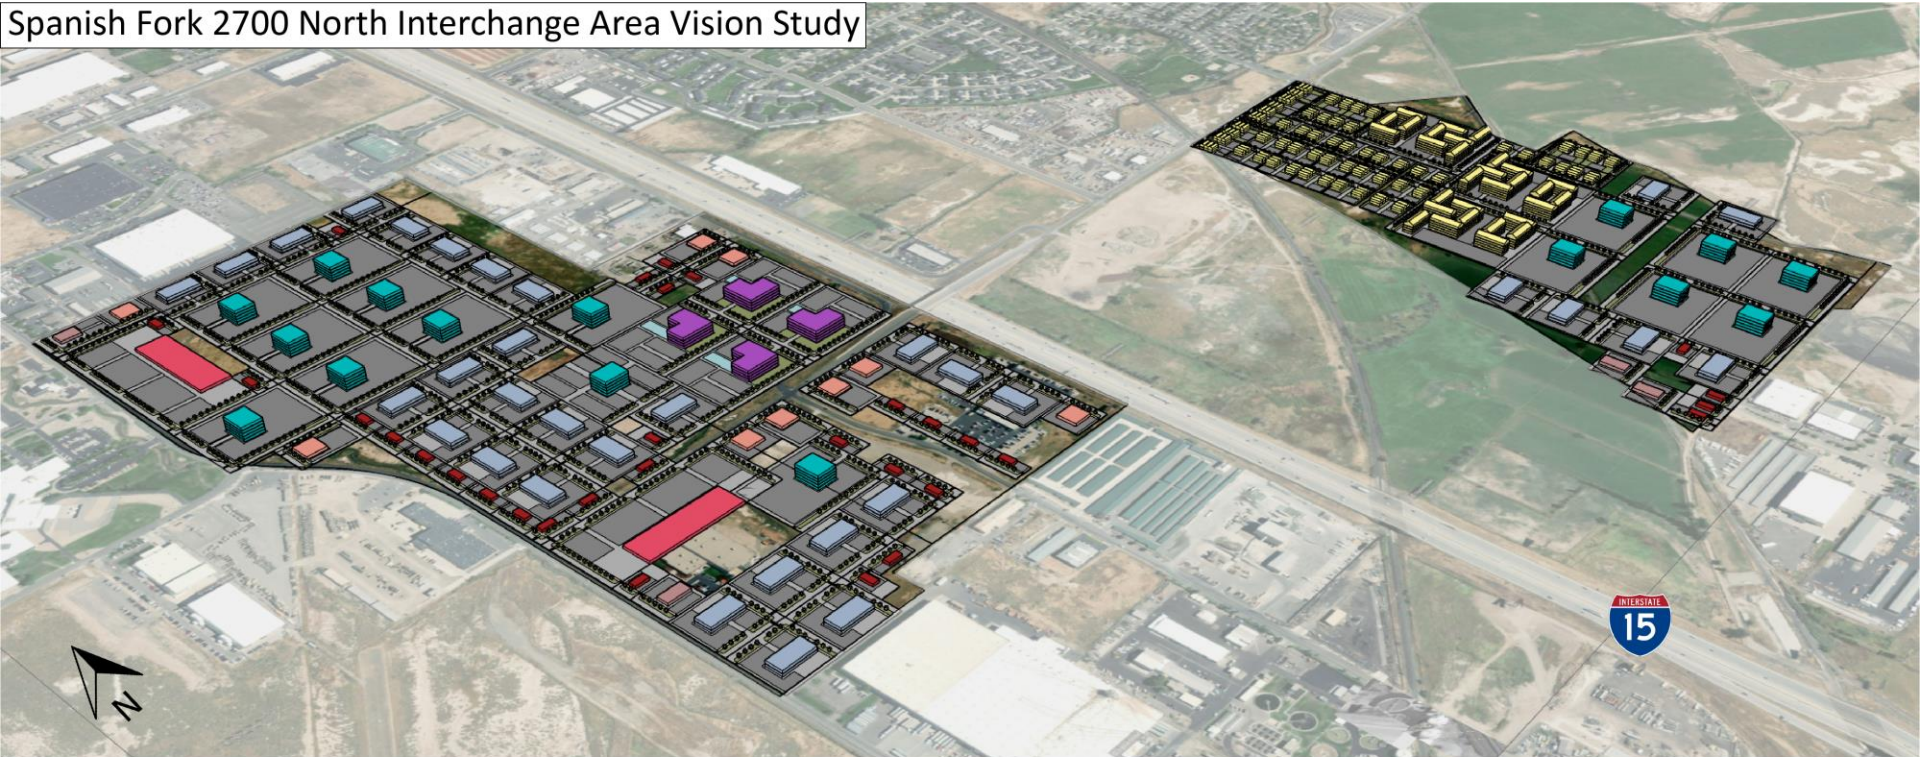 Spanish Fork 2700 North Interchange Area Vision Study
INTERSTATE
15
N